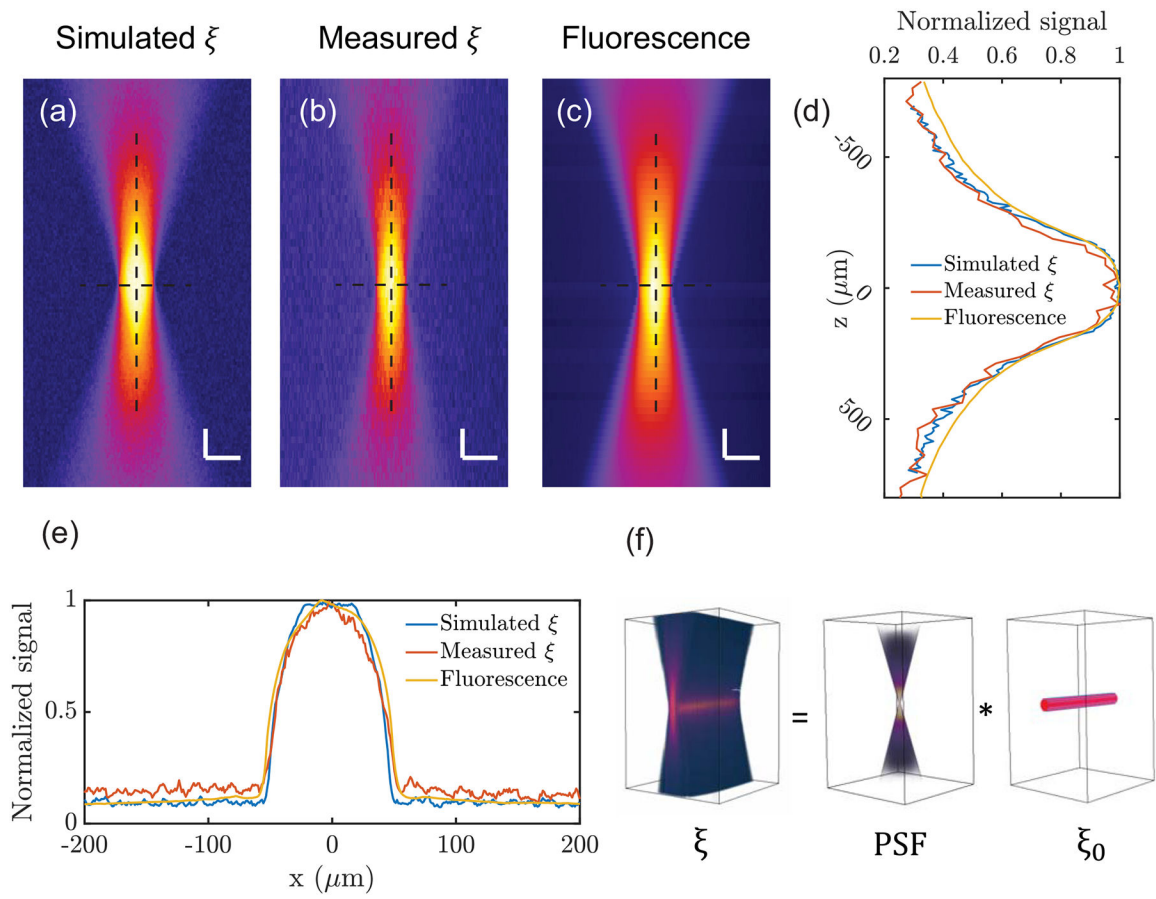 Simulated ξ
Measured ξ
Fluorescence
(a)
(b)
(c)
(d)
Normalized signal
0.2 0.4 0.6 0.8 1
-500
0
500
z (μm)
Simulated ξ
Measured ξ
Fluorescence
(e)
Normalized signal
1
0.5
0
-200 -100 0 100 200
x (μm)
Simulated ξ
Measured ξ
Fluorescence
(f)
= *
ξ PSF ξ₀